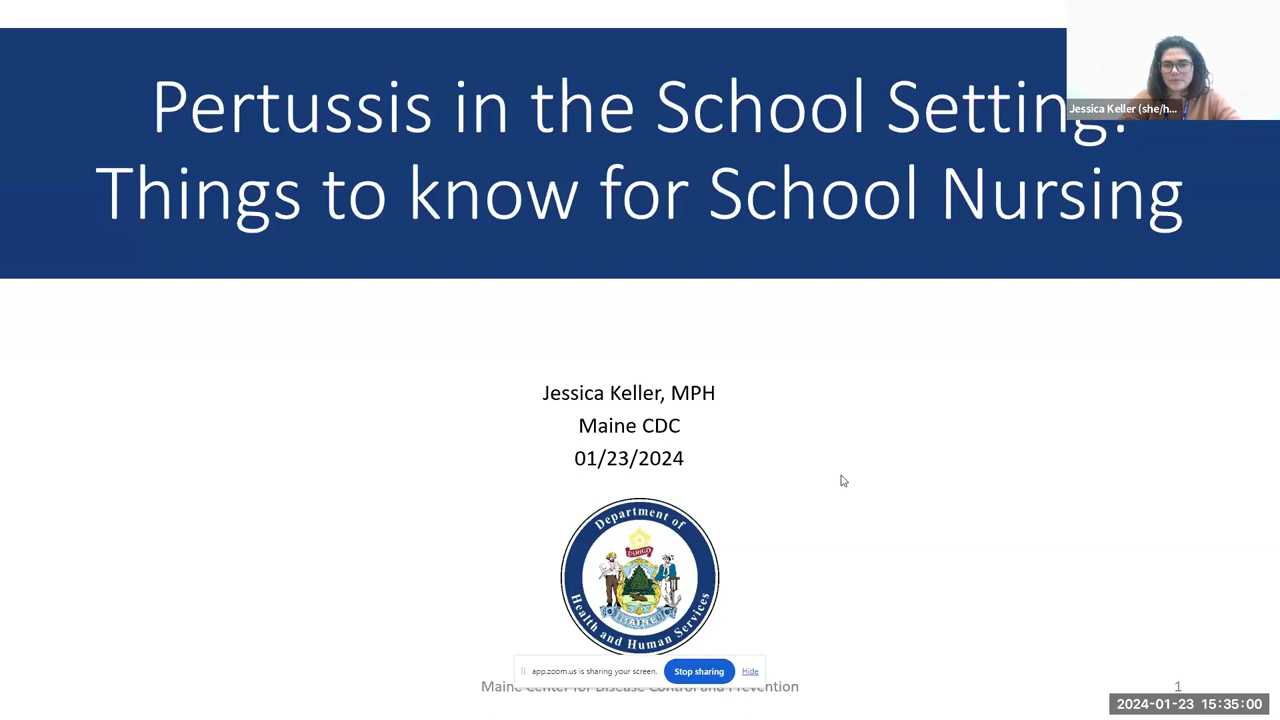 Pertussis in the School Setting:
Things to know for School Nursing
Jessica Keller (she/h...
Jessica Keller, MPH
Maine CDC
01/23/2024
Department of
DIRIGO
MAINE
Health and Human Services
app.zoom.us is sharing your screen. Stop sharing Hide
Maine Center for Disease Control and Prevention
1
2024-01-23 15:35:00